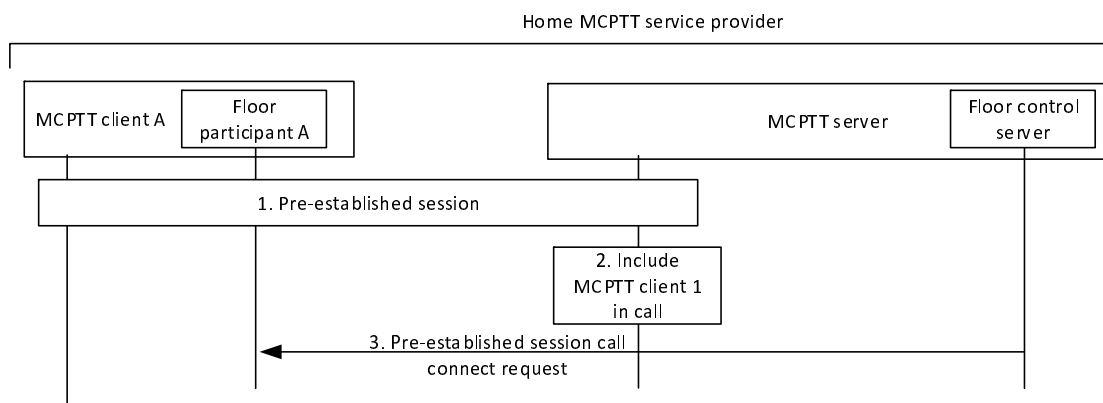 Home MCPTT service provider
MCPTT client A
Floor
participant A
MCPTT server
Floor control
server
1. Pre-established session
2. Include
MCPTT client 1
in call
3. Pre-established session call
connect request